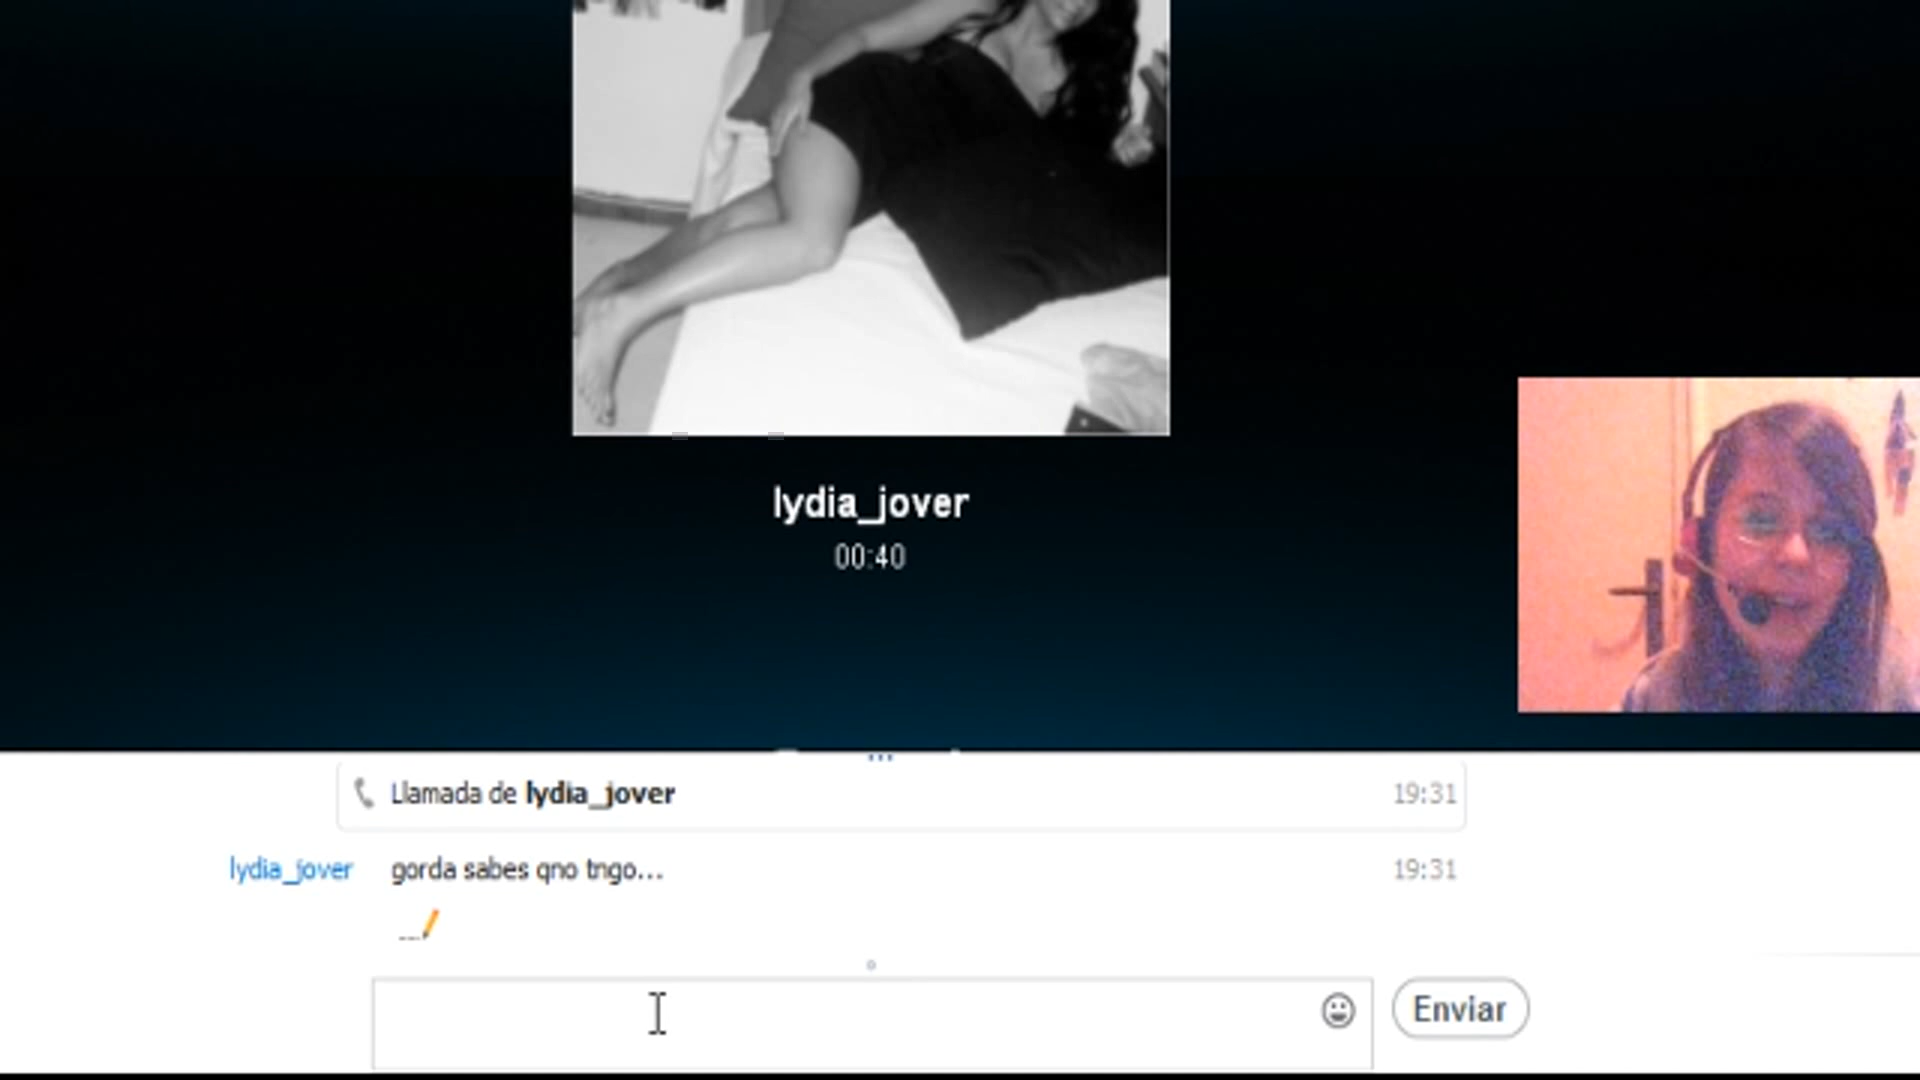 lydia_jover
00:40
Llamada de lydia_jover 19:31
lydia_jover gorda sabes qno tngo... 19:31
Enviar